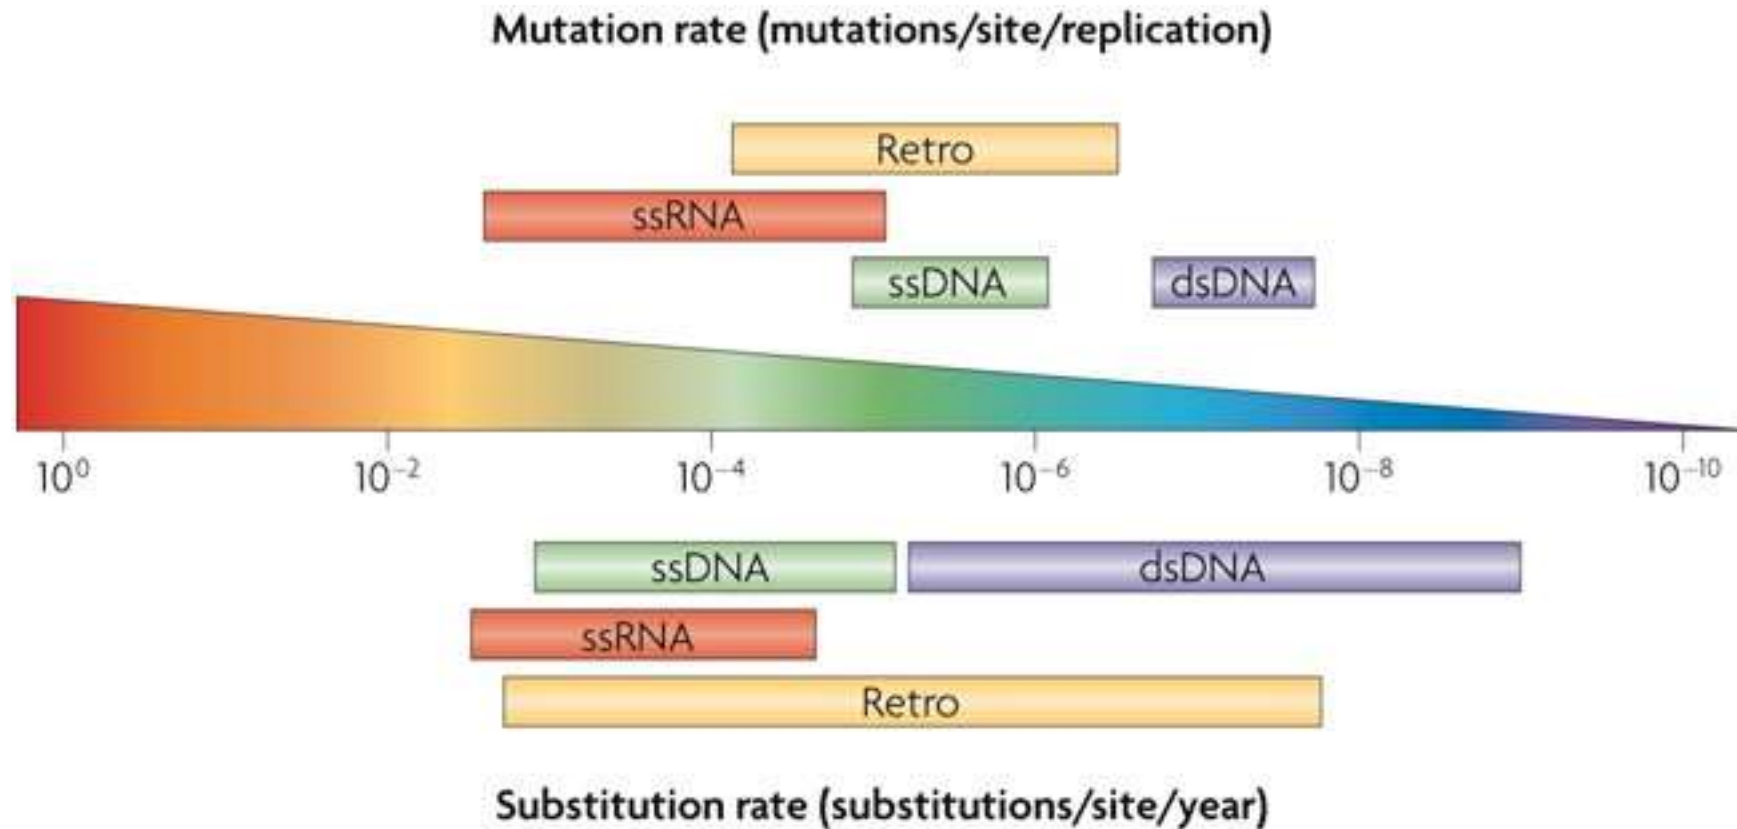 Mutation rate (mutations/site/replication)
Retro
ssRNA
ssDNA dsDNA
10⁰ 10⁻² 10⁻⁴ 10⁻⁶ 10⁻⁸ 10⁻¹⁰
ssDNA dsDNA
ssRNA
Retro
Substitution rate (substitutions/site/year)